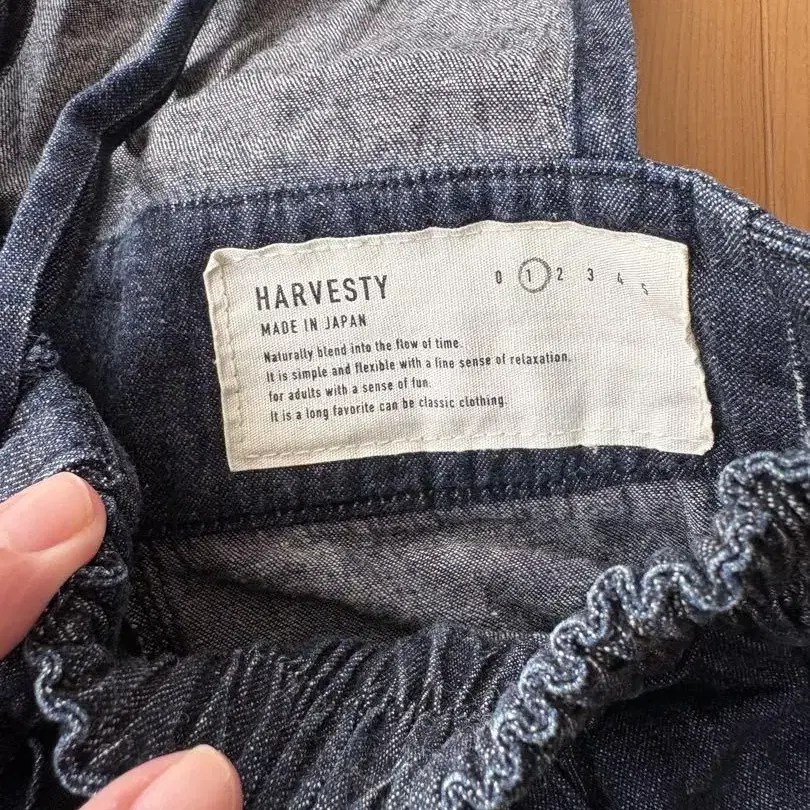 HARVESTY
0 1 2 3 4 5
MADE IN JAPAN
Naturally blend into the flow of time.
It is simple and flexible with a fine sense of relaxation.
for adults with a sense of fun.
It is a long favorite can be classic clothing.